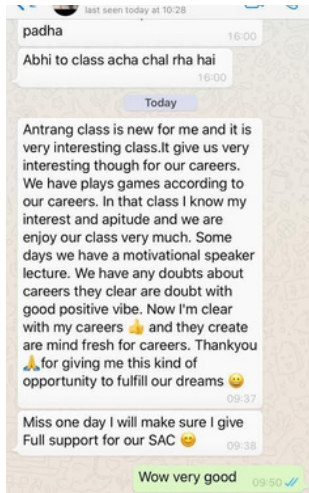 last seen today at 10:28
padha
16:00
Abhi to class acha chal rha hai
16:00
Today
Antrang class is new for me and it is
very interesting class.It give us very
interesting though for our careers.
We have plays games according to
our careers. In that class I know my
interest and apitude and we are
enjoy our class very much. Some
days we have a motivational speaker
lecture. We have any doubts about
careers they clear are doubt with
good positive vibe. Now I'm clear
with my careers 👍 and they create
are mind fresh for careers. Thankyou
🙏for giving me this kind of
opportunity to fulfill our dreams 😀
09:37
Miss one day I will make sure I give
Full support for our SAC 😊
09:38
Wow very good 09:50